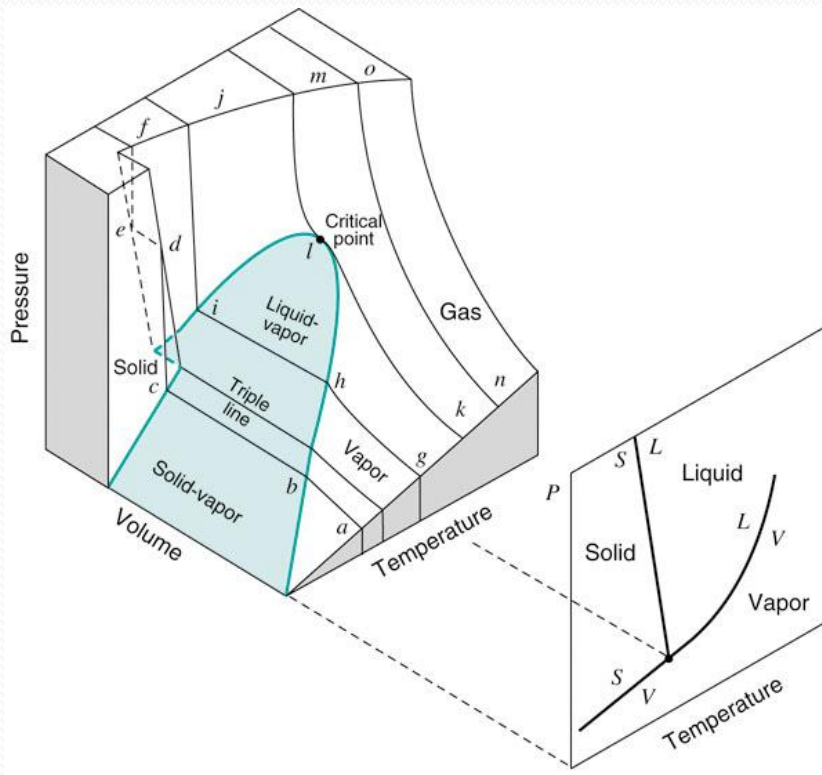 o
m
j
f
Critical
point
e
d
l
Pressure
Gas
i
Liquid-
vapor
Solid
h
n
c
Triple
line
k
Vapor
g
S
L
b
P
Liquid
Solid-vapor
a
L
V
Volume
Temperature
Solid
Vapor
S
V
Temperature